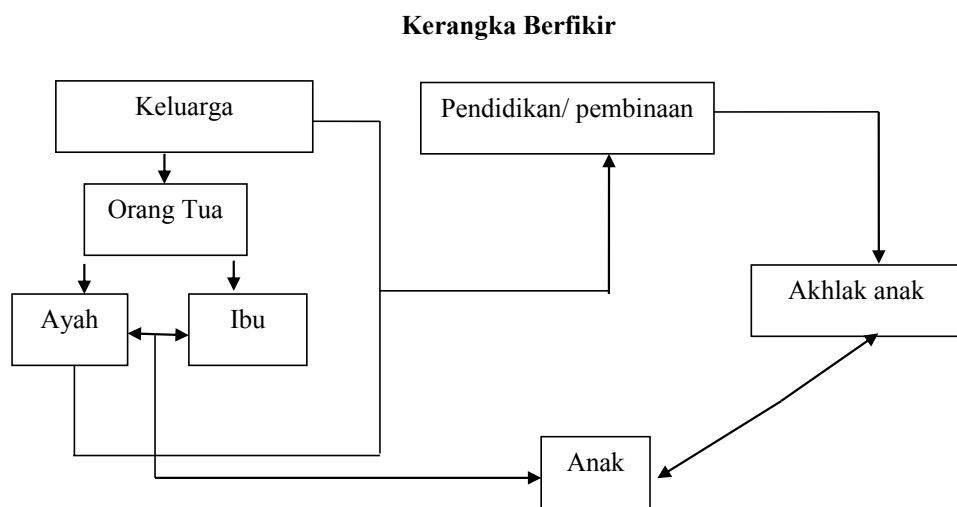 Kerangka Berfikir
Keluarga
Pendidikan/ pembinaan
Orang Tua
Akhlak anak
Ayah
Ibu
Anak